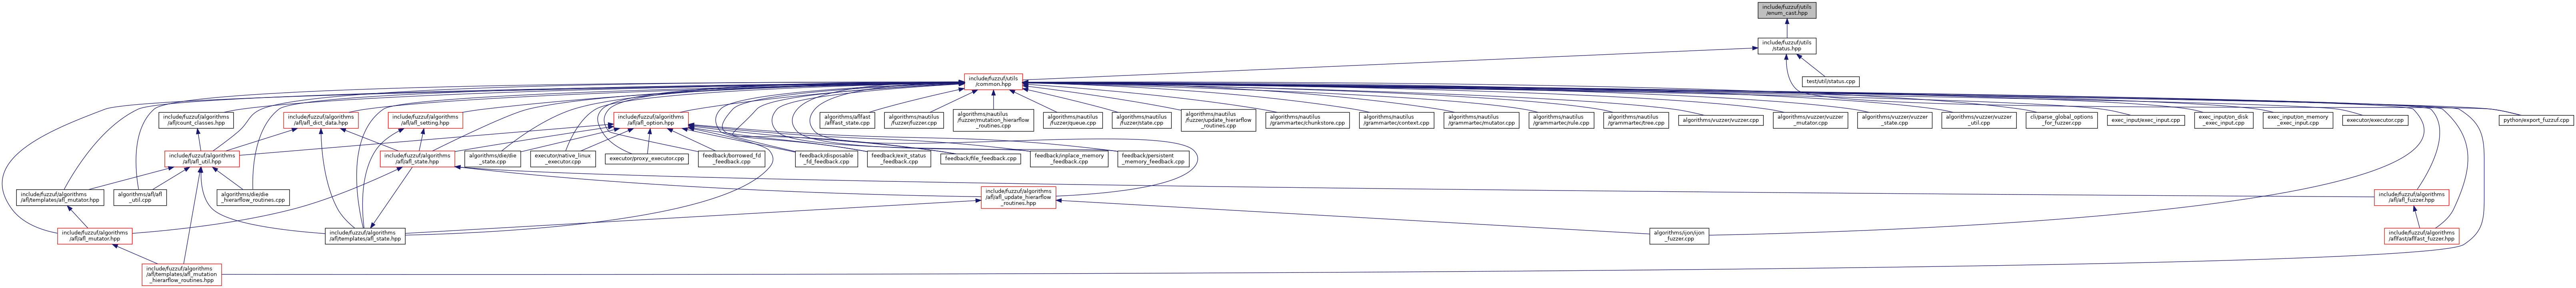 include/fuzzuf/utils
/enum_cast.hpp
include/fuzzuf/utils
/status.hpp
include/fuzzuf/utils
/common.hpp
test/util/status.cpp
include/fuzzuf/algorithms
/afl/count_classes.hpp
include/fuzzuf/algorithms
/afl/afl_dict_data.hpp
include/fuzzuf/algorithms
/afl/afl_setting.hpp
include/fuzzuf/algorithms
/afl/afl_option.hpp
algorithms/aflfast
/aflfast_state.cpp
algorithms/nautilus
/fuzzer/fuzzer.cpp
algorithms/nautilus
/fuzzer/mutation_hierarflow
_routines.cpp
algorithms/nautilus
/fuzzer/queue.cpp
algorithms/nautilus
/fuzzer/state.cpp
algorithms/nautilus
/fuzzer/update_hierarflow
_routines.cpp
algorithms/nautilus
/grammartec/chunkstore.cpp
algorithms/nautilus
/grammartec/context.cpp
algorithms/nautilus
/grammartec/mutator.cpp
algorithms/nautilus
/grammartec/rule.cpp
algorithms/nautilus
/grammartec/tree.cpp
algorithms/vuzzer/vuzzer.cpp
algorithms/vuzzer/vuzzer
_mutator.cpp
algorithms/vuzzer/vuzzer
_state.cpp
algorithms/vuzzer/vuzzer
_util.cpp
cli/parse_global_options
_for_fuzzer.cpp
exec_input/exec_input.cpp
exec_input/on_disk
_exec_input.cpp
exec_input/on_memory
_exec_input.cpp
executor/executor.cpp
python/export_fuzzuf.cpp
include/fuzzuf/algorithms
/afl/afl_util.hpp
include/fuzzuf/algorithms
/afl/afl_state.hpp
algorithms/die/die
_state.cpp
executor/native_linux
_executor.cpp
executor/proxy_executor.cpp
feedback/borrowed_fd
_feedback.cpp
feedback/disposable
_fd_feedback.cpp
feedback/exit_status
_feedback.cpp
feedback/file_feedback.cpp
feedback/inplace_memory
_feedback.cpp
feedback/persistent
_memory_feedback.cpp
include/fuzzuf/algorithms
/afl/templates/afl_mutator.hpp
algorithms/afl/afl
_util.cpp
algorithms/die/die
_hierarflow_routines.cpp
include/fuzzuf/algorithms
/afl/afl_update_hierarflow
_routines.hpp
include/fuzzuf/algorithms
/afl/afl_fuzzer.hpp
include/fuzzuf/algorithms
/afl/afl_mutator.hpp
include/fuzzuf/algorithms
/afl/templates/afl_state.hpp
algorithms/ijon/ijon
_fuzzer.cpp
include/fuzzuf/algorithms
/aflfast/aflfast_fuzzer.hpp
include/fuzzuf/algorithms
/afl/templates/afl_mutation
_hierarflow_routines.hpp